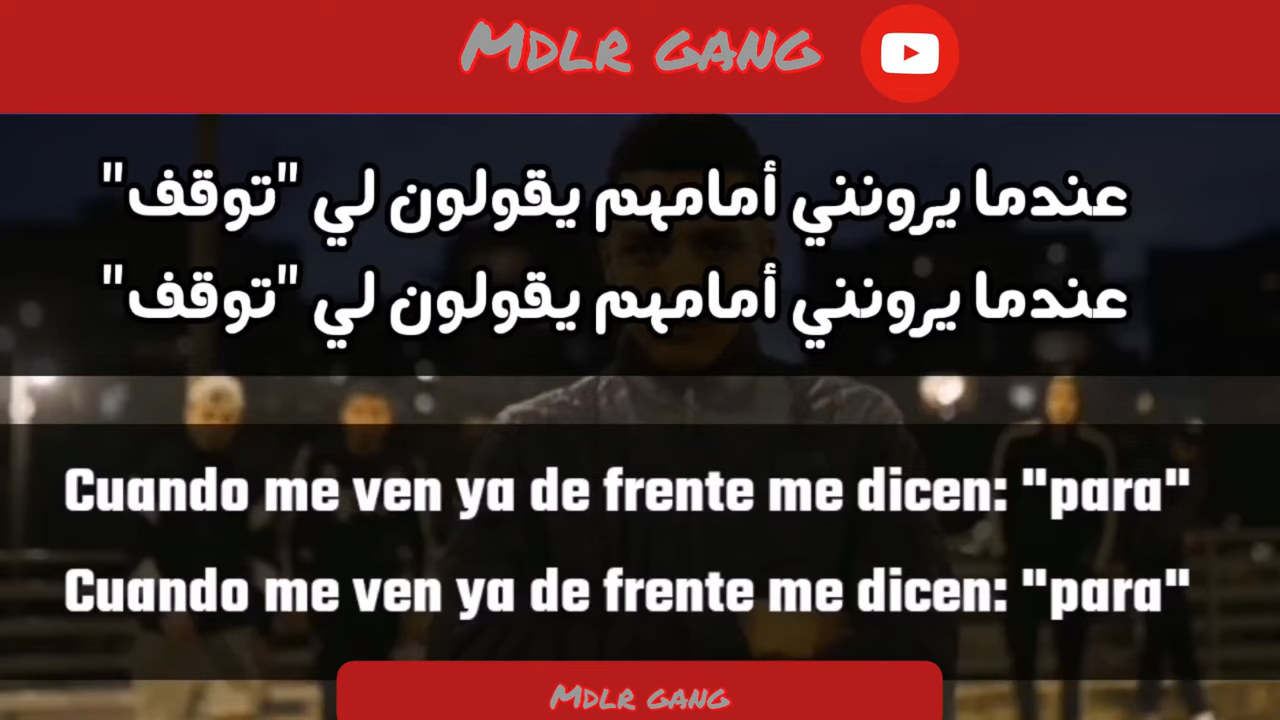 MDLR GANG
عندما يرونني أمامهم يقولون لي "توقف"
عندما يرونني أمامهم يقولون لي "توقف"
Cuando me ven ya de frente me dicen: "para"
Cuando me ven ya de frente me dicen: "para"
MDLR GANG